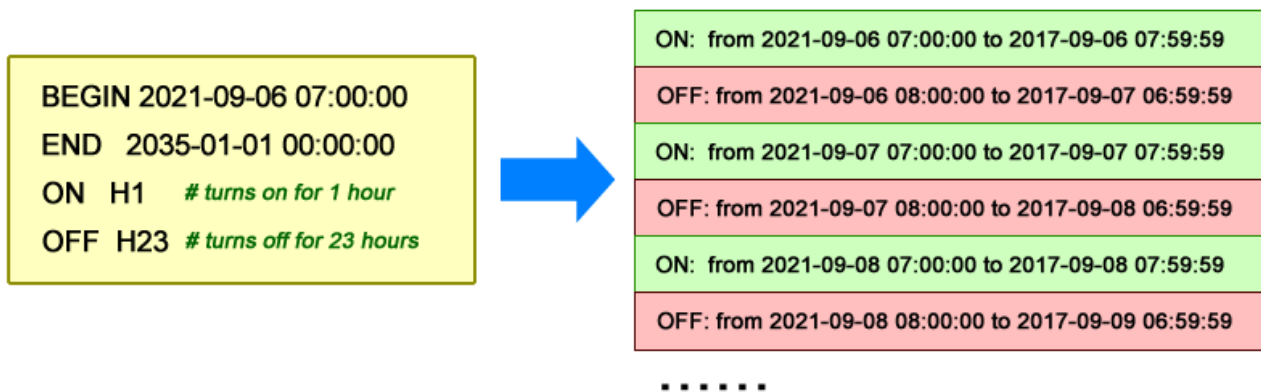 BEGIN 2021-09-06 07:00:00
END 2035-01-01 00:00:00
ON H1 # turns on for 1 hour
OFF H23 # turns off for 23 hours
ON: from 2021-09-06 07:00:00 to 2017-09-06 07:59:59
OFF: from 2021-09-06 08:00:00 to 2017-09-07 06:59:59
ON: from 2021-09-07 07:00:00 to 2017-09-07 07:59:59
OFF: from 2021-09-07 08:00:00 to 2017-09-08 06:59:59
ON: from 2021-09-08 07:00:00 to 2017-09-08 07:59:59
OFF: from 2021-09-08 08:00:00 to 2017-09-09 06:59:59
......